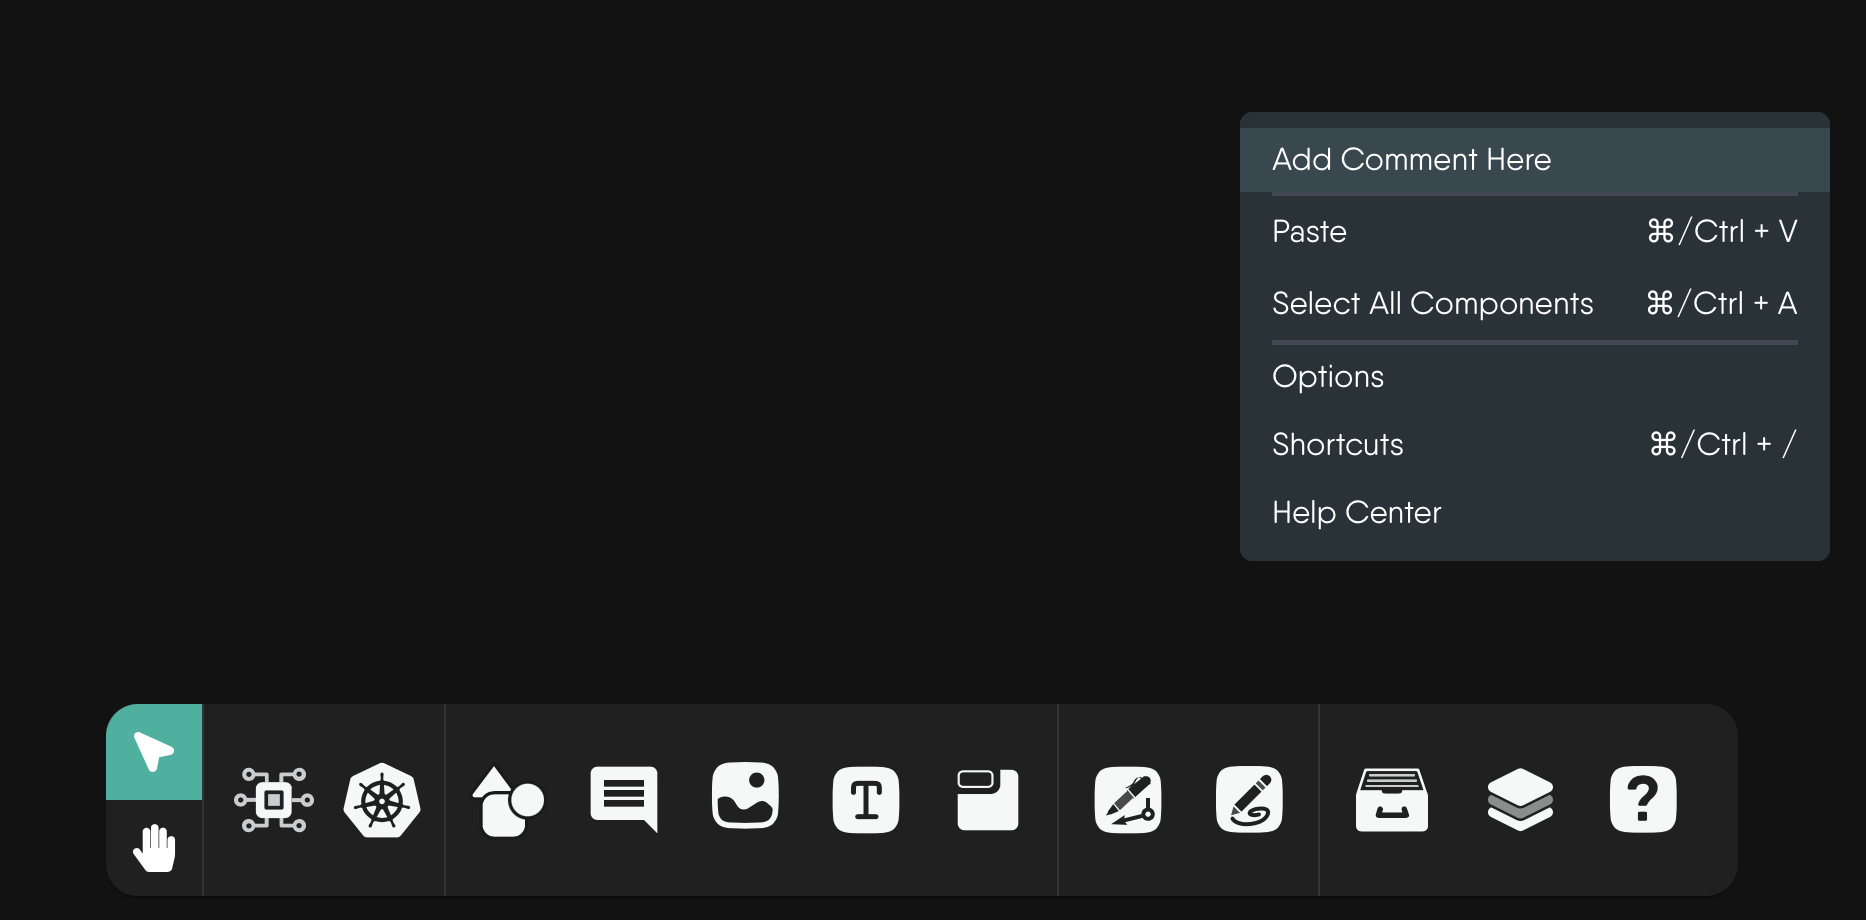 Add Comment Here
Paste ⌘/Ctrl + V
Select All Components ⌘/Ctrl + A
Options
Shortcuts ⌘/Ctrl + /
Help Center
T
?